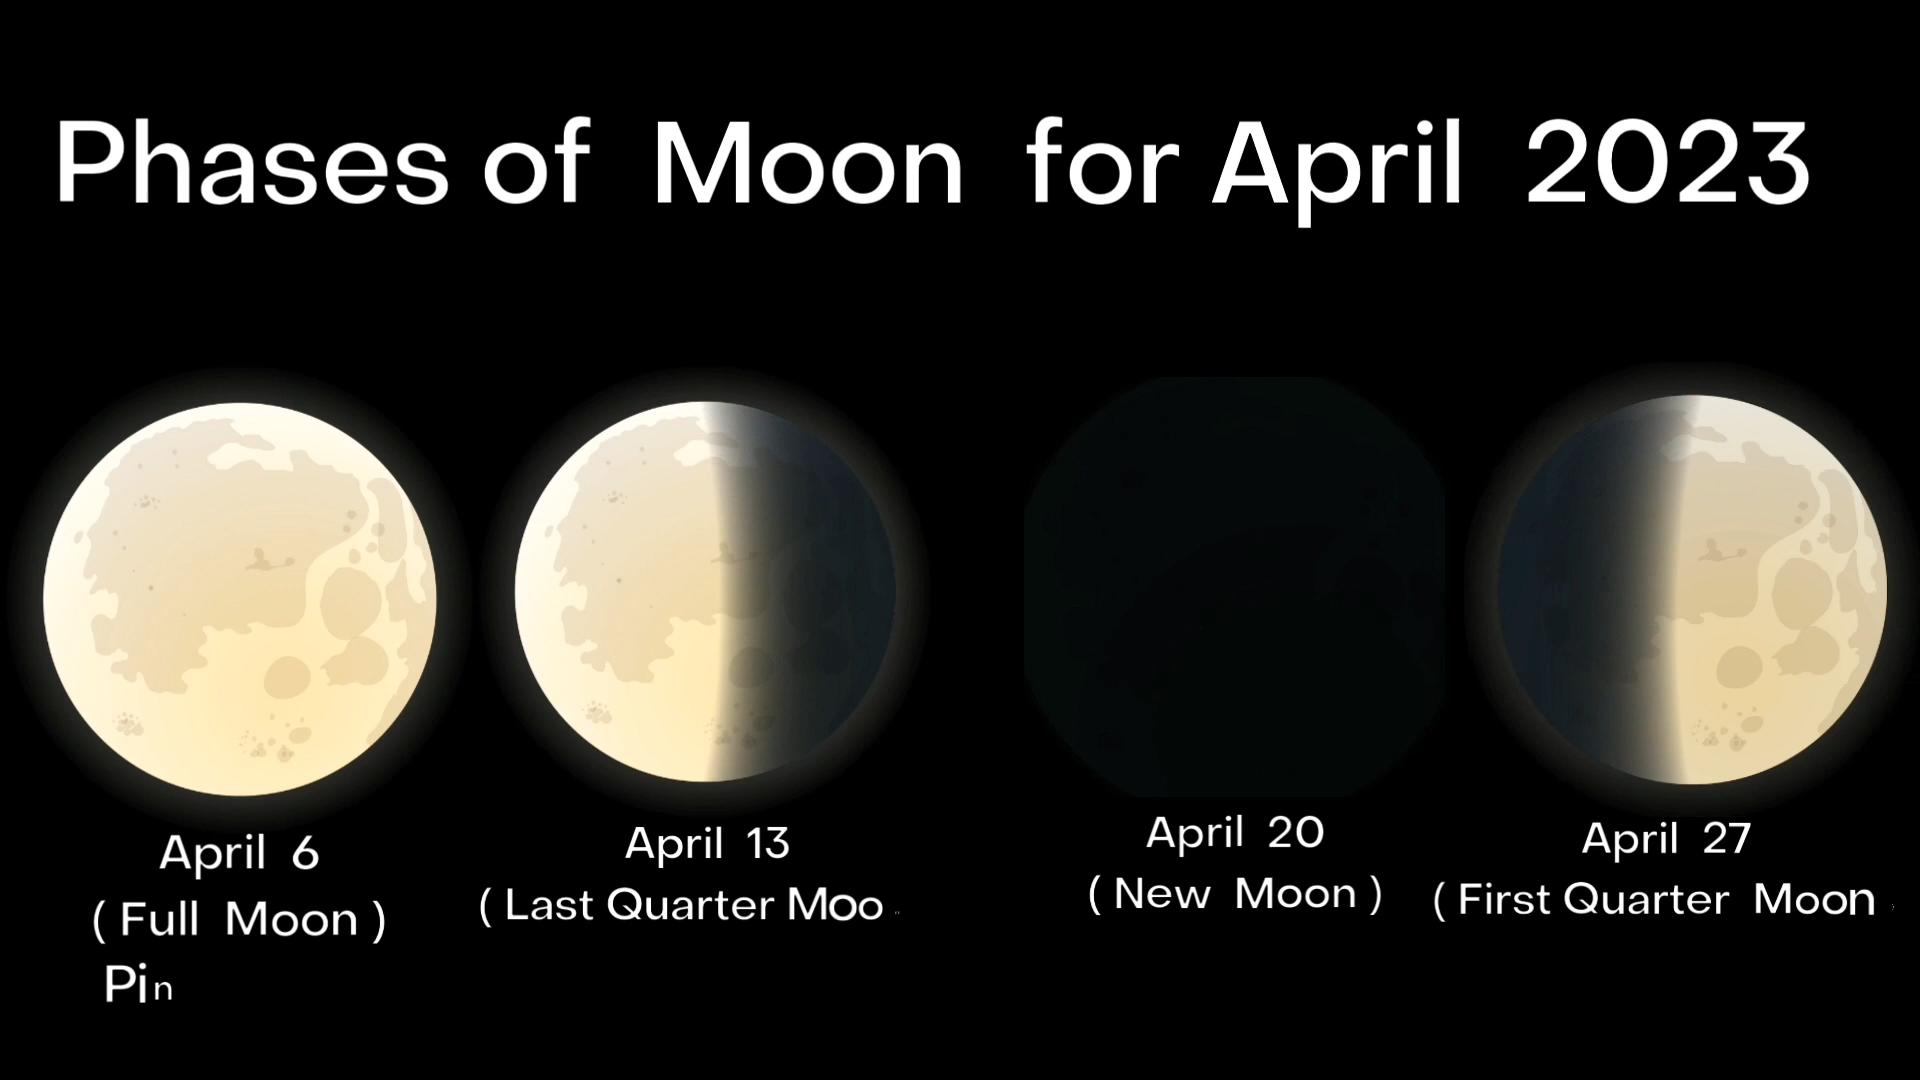 Phases of Moon for April 2023
April 6
( Full Moon )
Pin
April 13
( Last Quarter Moo
April 20
( New Moon )
April 27
( First Quarter Moon